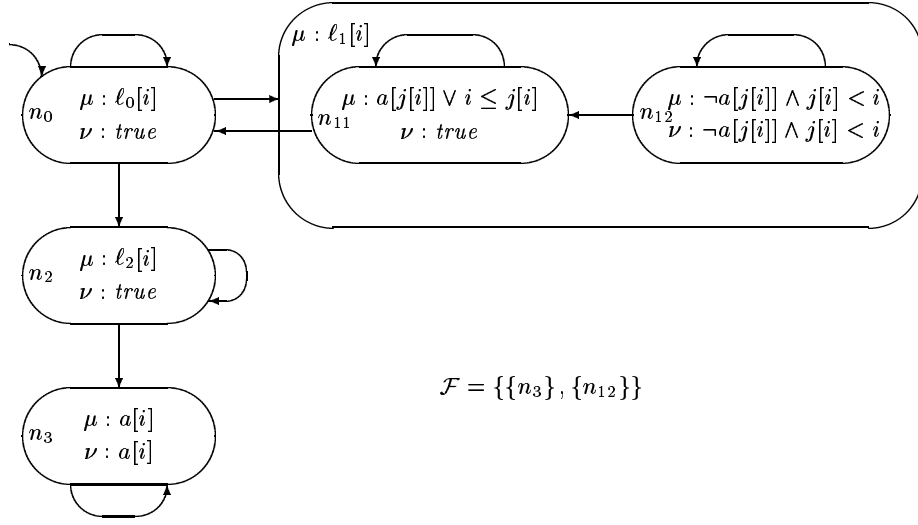 μ : ℓ₁[i]
n₀
μ : ℓ₀[i]
ν : true
n₁₁
μ : a[j[i]] ∨ i ≤ j[i]
ν : true
n₁₂
μ : ¬a[j[i]] ∧ j[i] < i
ν : ¬a[j[i]] ∧ j[i] < i
n₂
μ : ℓ₂[i]
ν : true
n₃
μ : a[i]
ν : a[i]
ℱ = {{n₃} , {n₁₂}}